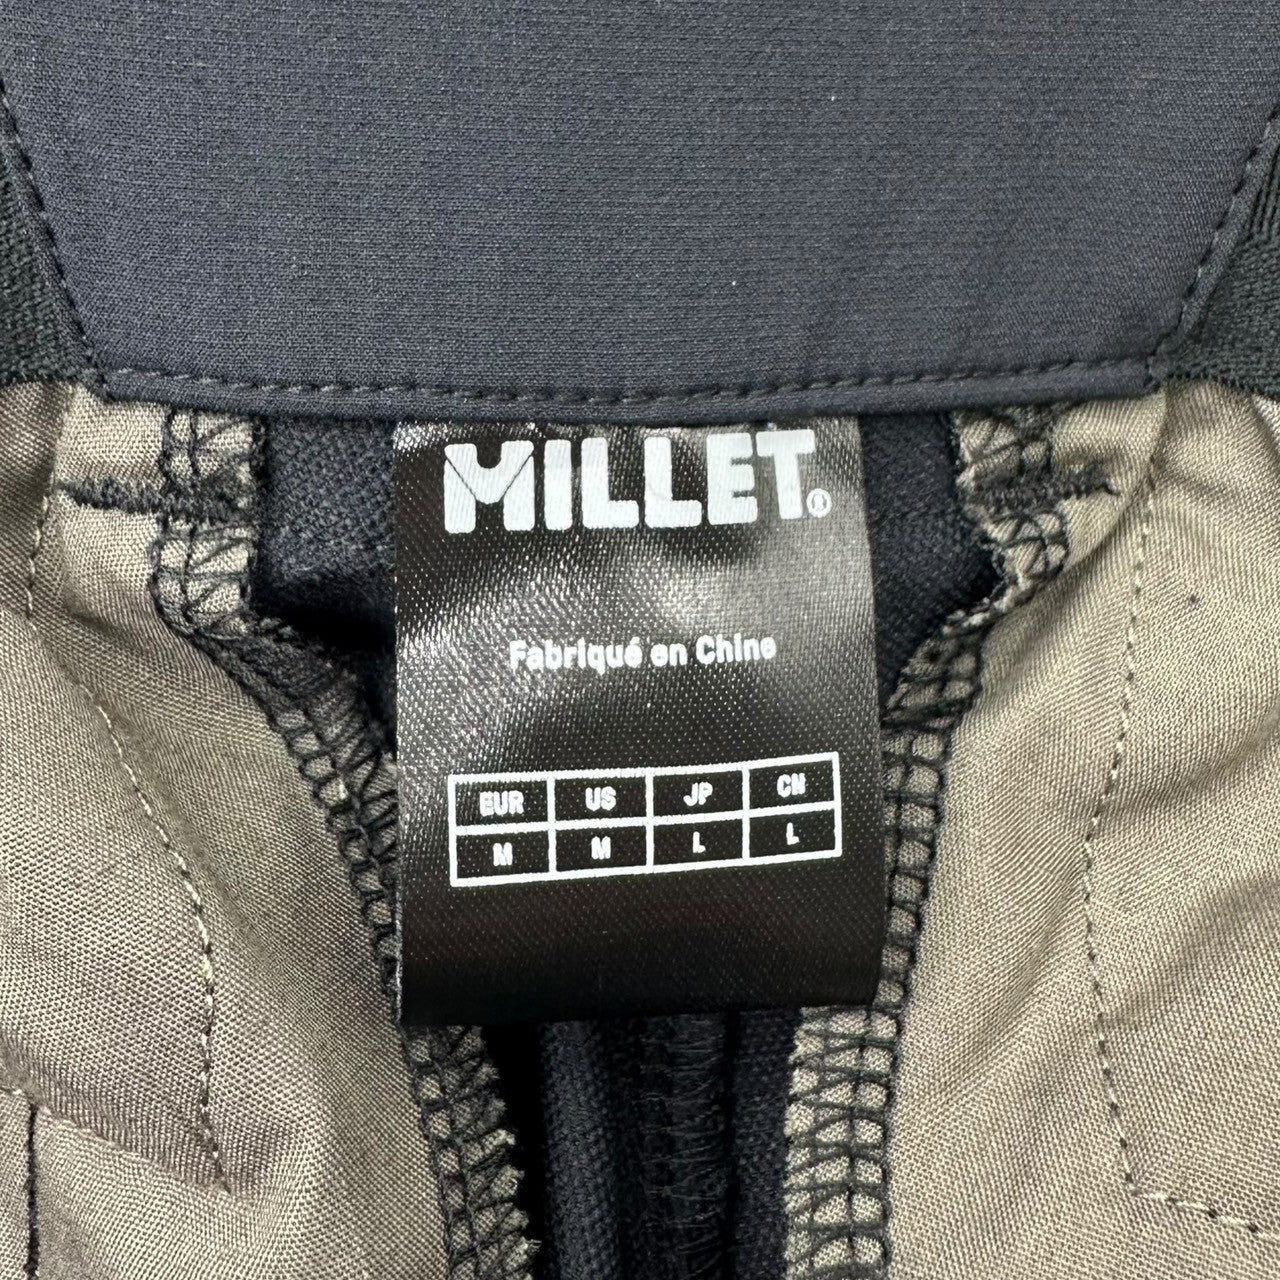 MILLET®
Fabriqué en Chine
EUR US JP CN
M M L L